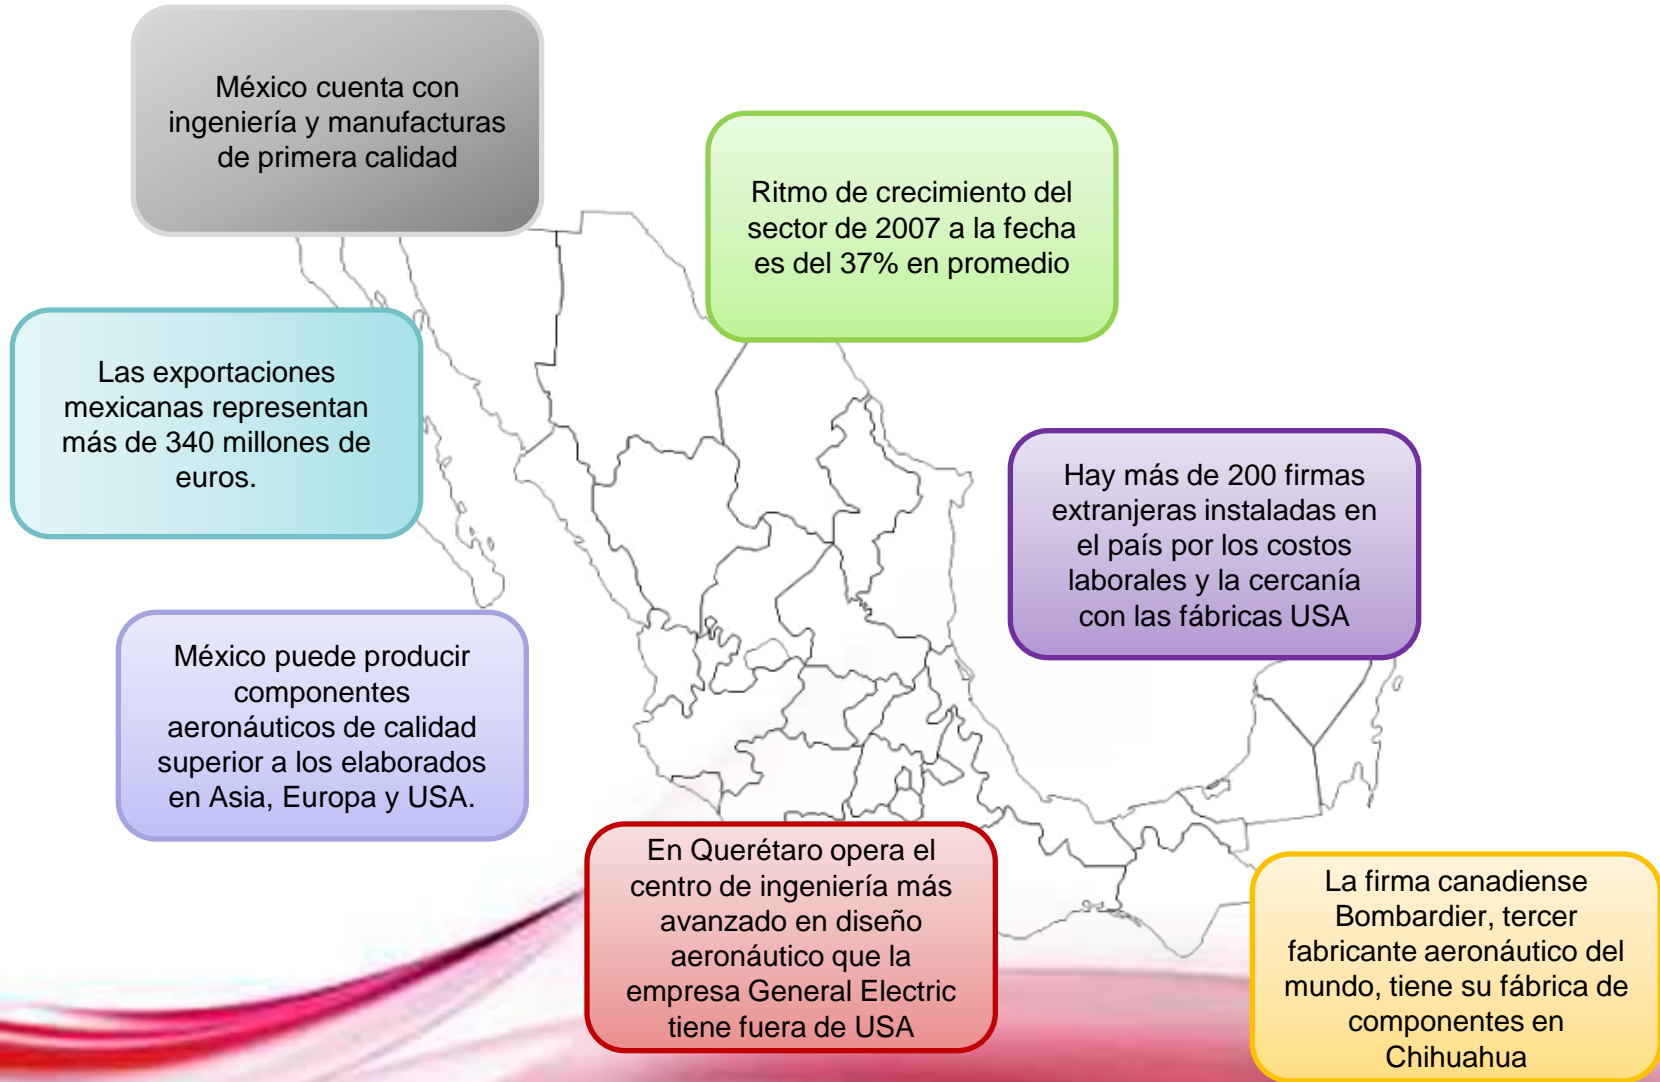 México cuenta con
ingeniería y manufacturas
de primera calidad
Ritmo de crecimiento del
sector de 2007 a la fecha
es del 37% en promedio
Las exportaciones
mexicanas representan
más de 340 millones de
euros.
Hay más de 200 firmas
extranjeras instaladas en
el país por los costos
laborales y la cercanía
con las fábricas USA
México puede producir
componentes
aeronáuticos de calidad
superior a los elaborados
en Asia, Europa y USA.
En Querétaro opera el
centro de ingeniería más
avanzado en diseño
aeronáutico que la
empresa General Electric
tiene fuera de USA
La firma canadiense
Bombardier, tercer
fabricante aeronáutico del
mundo, tiene su fábrica de
componentes en
Chihuahua